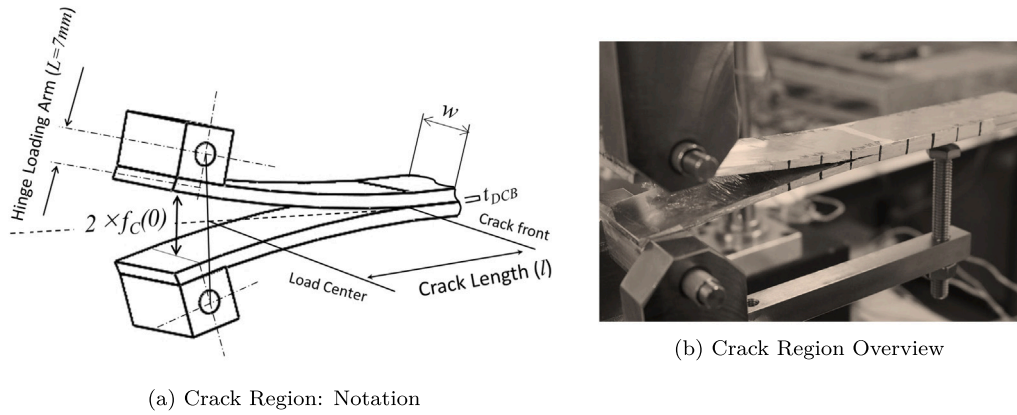 Hinge Loading Arm (L=7mm)
w
t_DCB
2 ×f_C(0)
Crack front
Load Center
Crack Length (l)
(a) Crack Region: Notation
(b) Crack Region Overview